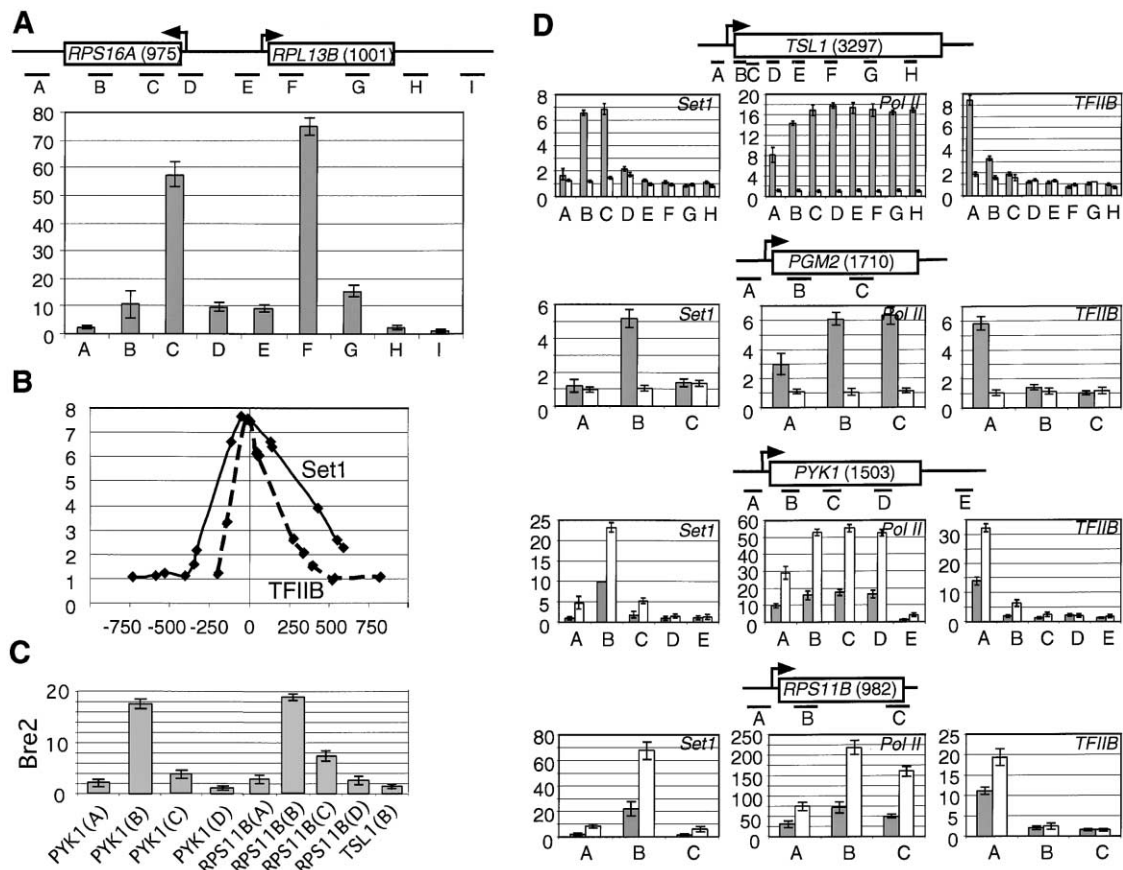 A
RPS16A (975) RPL13B (1001)
A B C D E F G H I
80
70
60
50
40
30
20
10
0
A B C D E F G H I
B
8
7
6
5
4
3
2
1
0
Set1
TFIIB
-750 -500 -250 0 250 500 750
C
Bre2
20
10
0
PYK1(A) PYK1(B) PYK1(C) PYK1(D) RPS11B(A) RPS11B(B) RPS11B(C) RPS11B(D) TSL1(B)
D
TSL1 (3297)
A B C D E F G H
Set1
8
6
4
2
0
A B C D E F G H
Pol II
20
16
12
8
4
0
A B C D E F G H
TFIIB
8
6
4
2
0
A B C D E F G H
PGM2 (1710)
A B C
Set1
6
4
2
0
A B C
Pol II
6
4
2
0
A B C
TFIIB
6
4
2
0
A B C
PYK1 (1503)
A B C D E
Set1
25
20
15
10
5
0
A B C D E
Pol II
60
50
40
30
20
10
0
A B C D E
TFIIB
30
20
10
0
A B C D E
RPS11B (982)
A B C
Set1
80
60
40
20
0
A B C
Pol II
250
200
150
100
50
0
A B C
TFIIB
25
20
15
10
5
0
A B C